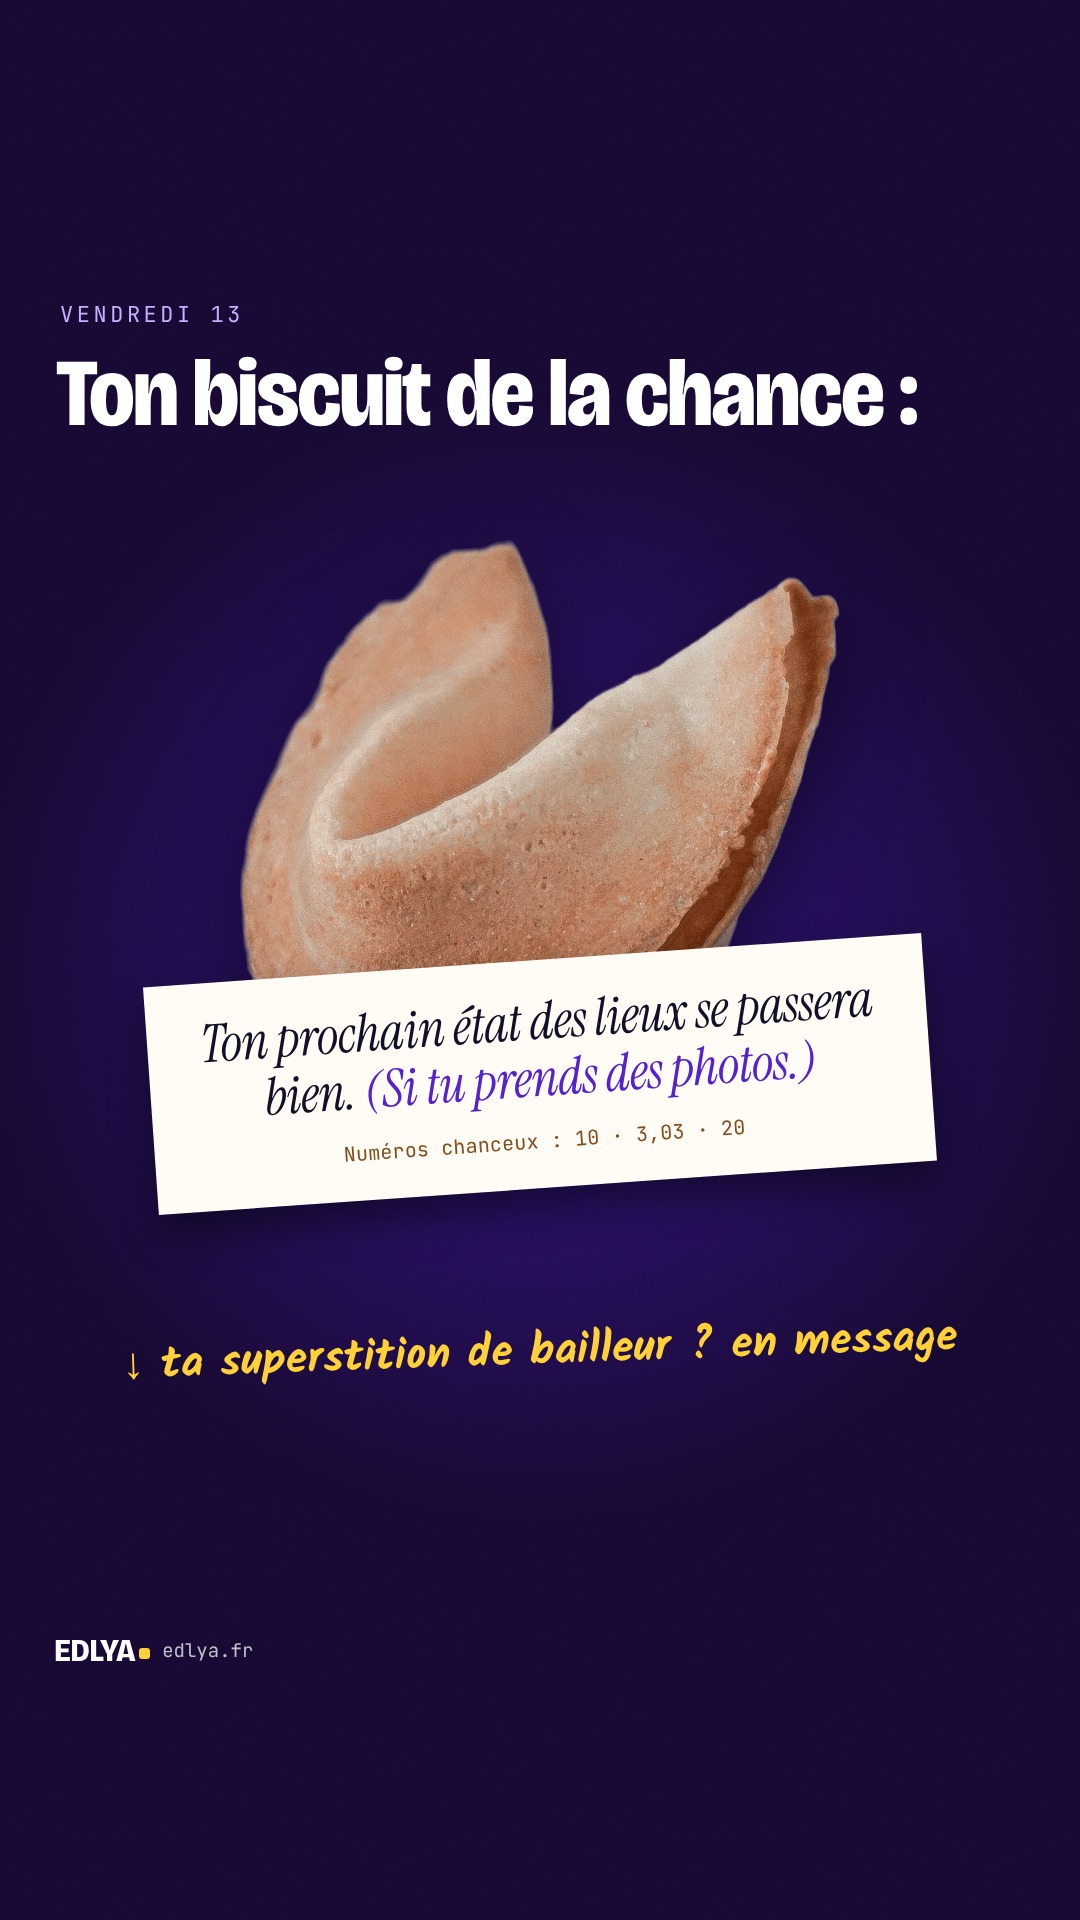 VENDREDI 13
Ton biscuit de la chance :
Ton prochain état des lieux se passera
bien. (Si tu prends des photos.)
Numéros chanceux : 10 · 3,03 · 20
↓ ta superstition de bailleur ? en message
EDLYA. edlya.fr